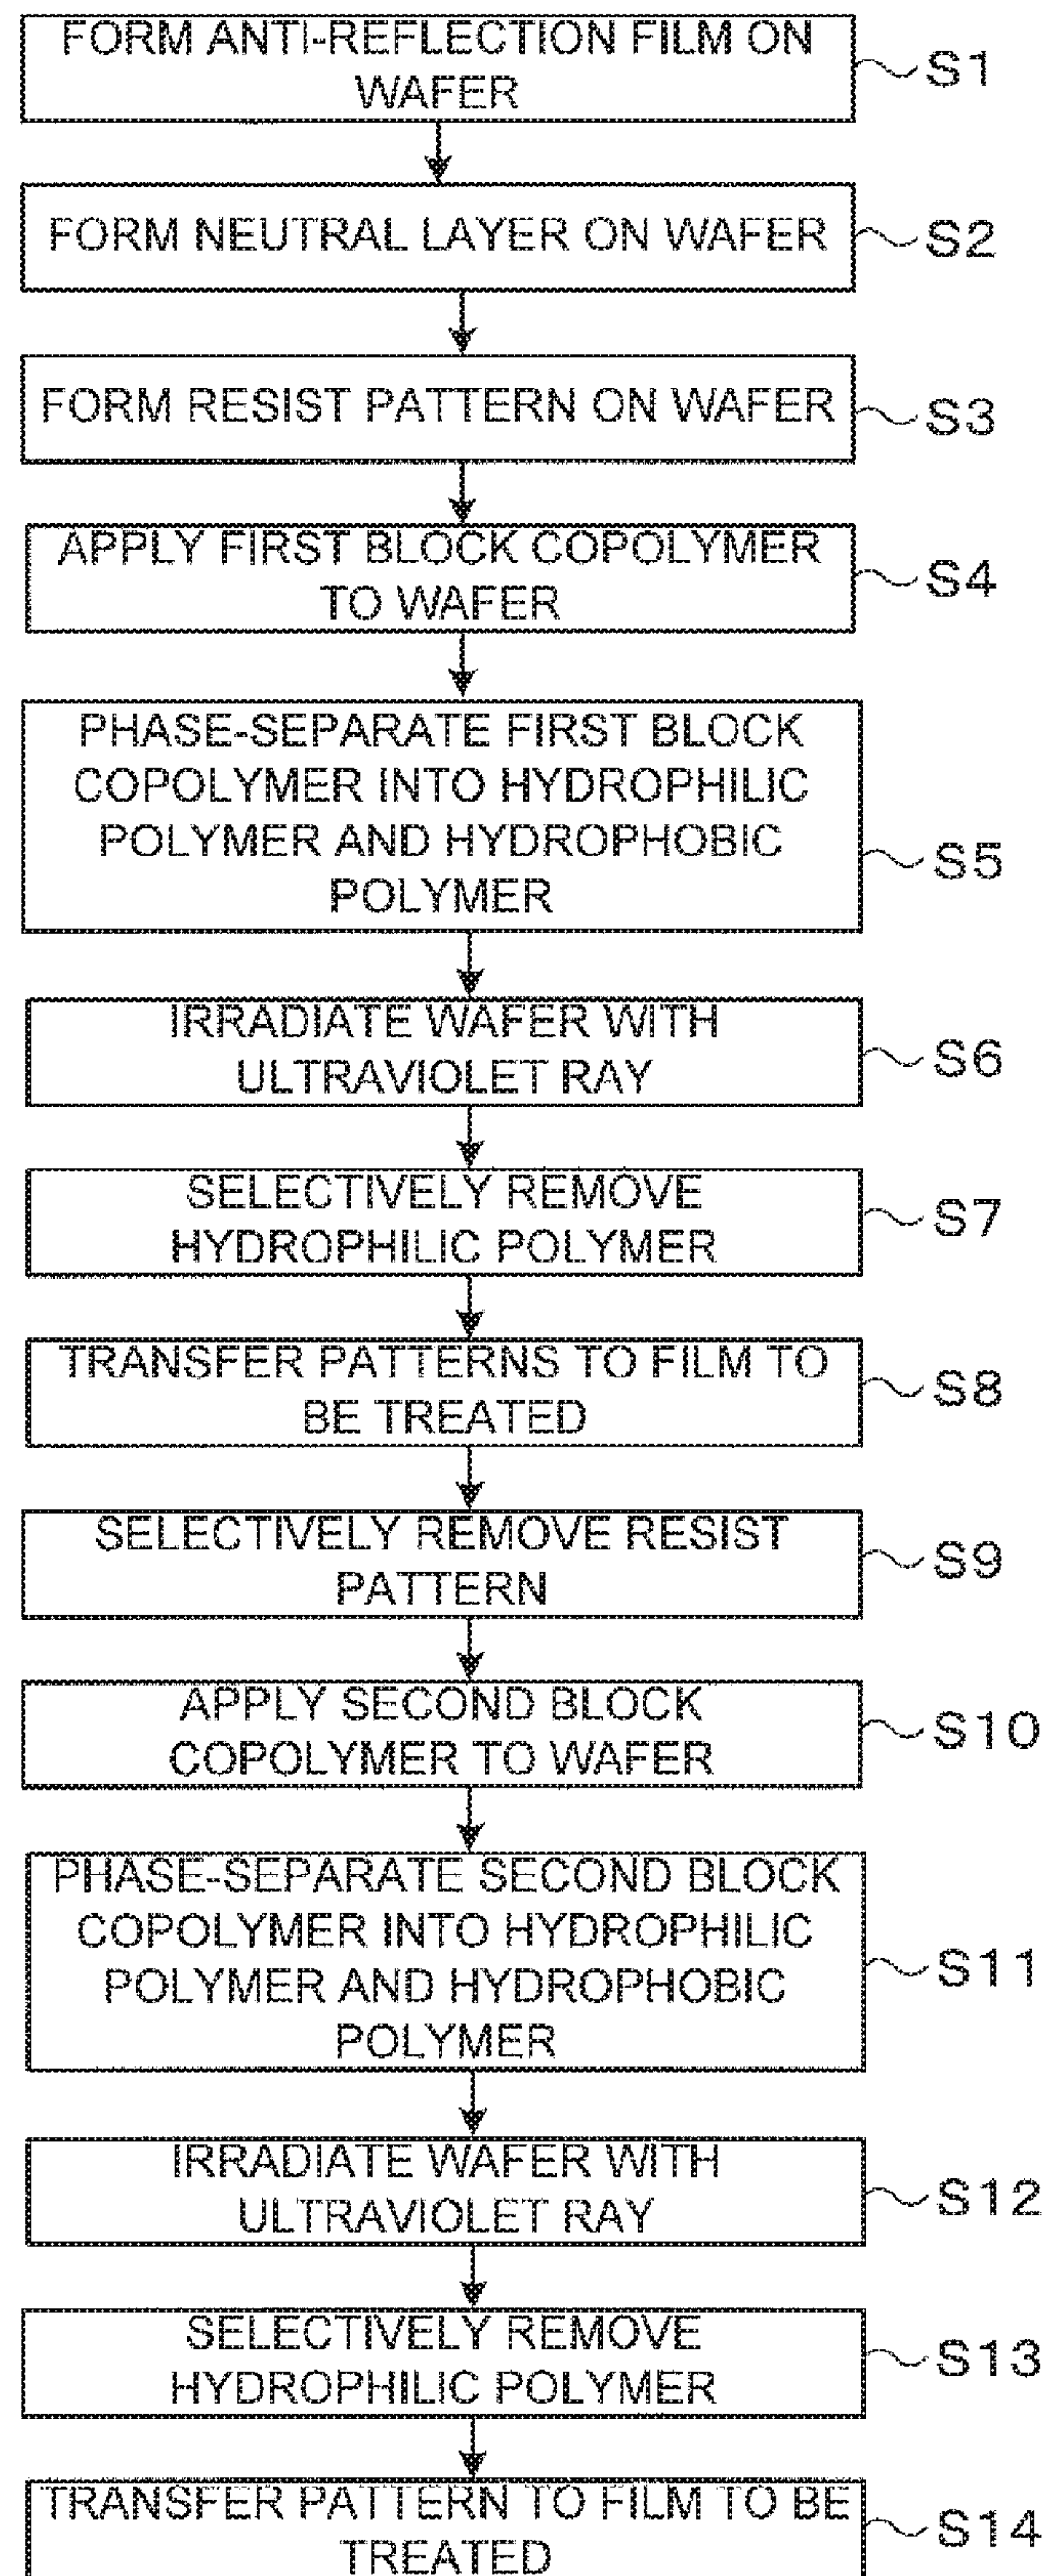 FORM ANTI-REFLECTION FILM ON
WAFER
S1
FORM NEUTRAL LAYER ON WAFER
S2
FORM RESIST PATTERN ON WAFER
S3
APPLY FIRST BLOCK COPOLYMER
TO WAFER
S4
PHASE-SEPARATE FIRST BLOCK
COPOLYMER INTO HYDROPHILIC
POLYMER AND HYDROPHOBIC
POLYMER
S5
IRRADIATE WAFER WITH
ULTRAVIOLET RAY
S6
SELECTIVELY REMOVE
HYDROPHILIC POLYMER
S7
TRANSFER PATTERNS TO FILM TO
BE TREATED
S8
SELECTIVELY REMOVE RESIST
PATTERN
S9
APPLY SECOND BLOCK
COPOLYMER TO WAFER
S10
PHASE-SEPARATE SECOND BLOCK
COPOLYMER INTO HYDROPHILIC
POLYMER AND HYDROPHOBIC
POLYMER
S11
IRRADIATE WAFER WITH
ULTRAVIOLET RAY
S12
SELECTIVELY REMOVE
HYDROPHILIC POLYMER
S13
TRANSFER PATTERN TO FILM TO BE
TREATED
S14